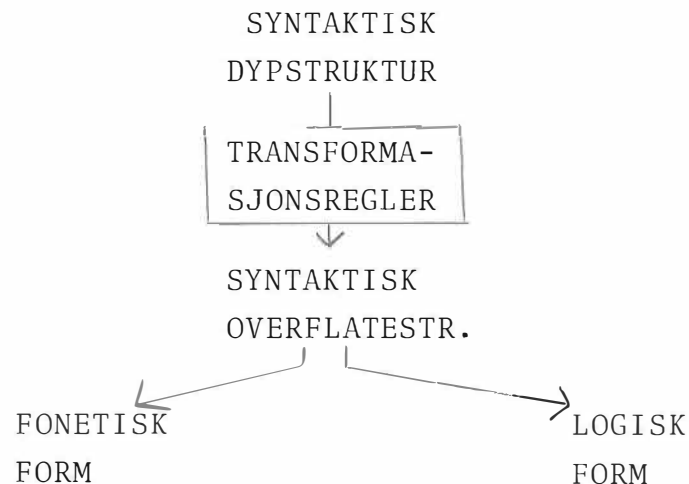 SYNTAKTISK
DYPSTRUKTUR
TRANSFORMA-
SJONSREGLER
SYNTAKTISK
OVERFLATESTR.
FONETISK
FORM
LOGISK
FORM